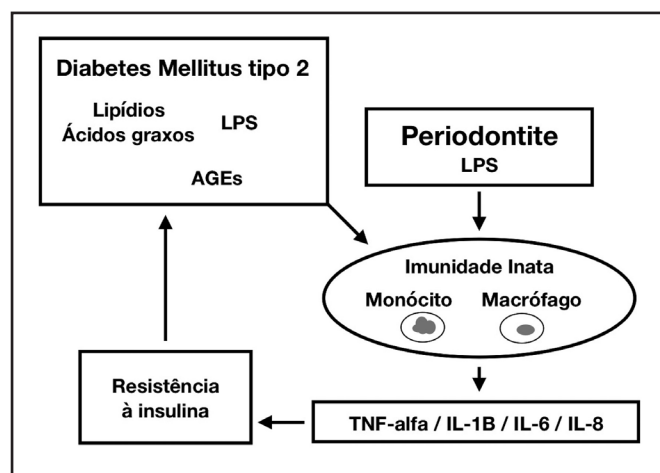 Diabetes Mellitus tipo 2
Lipídios
Ácidos graxos
LPS
AGEs
Periodontite
LPS
Imunidade Inata
Monócito Macrófago
TNF-alfa / IL-1B / IL-6 / IL-8
Resistência
à insulina